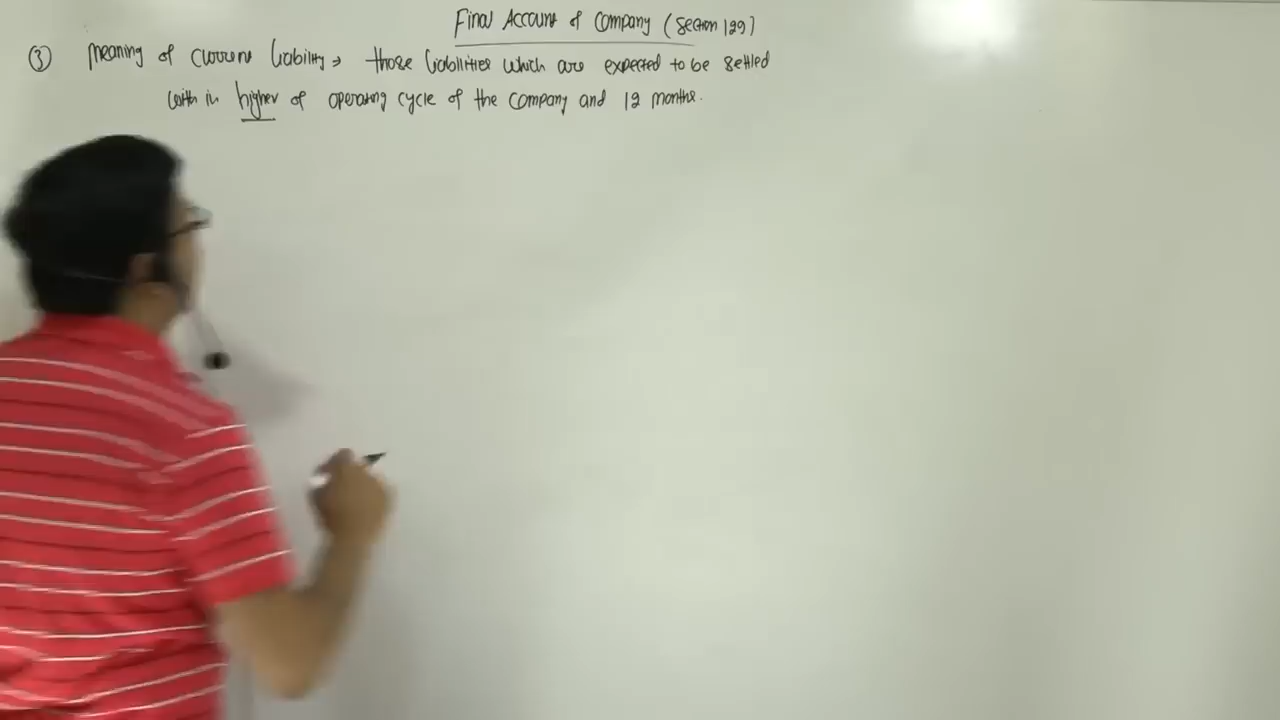 Final Account of Company (Section 129)
③ Meaning of current liability → those liabilities which are expected to be settled
with in higher of operating cycle of the company and 12 months.